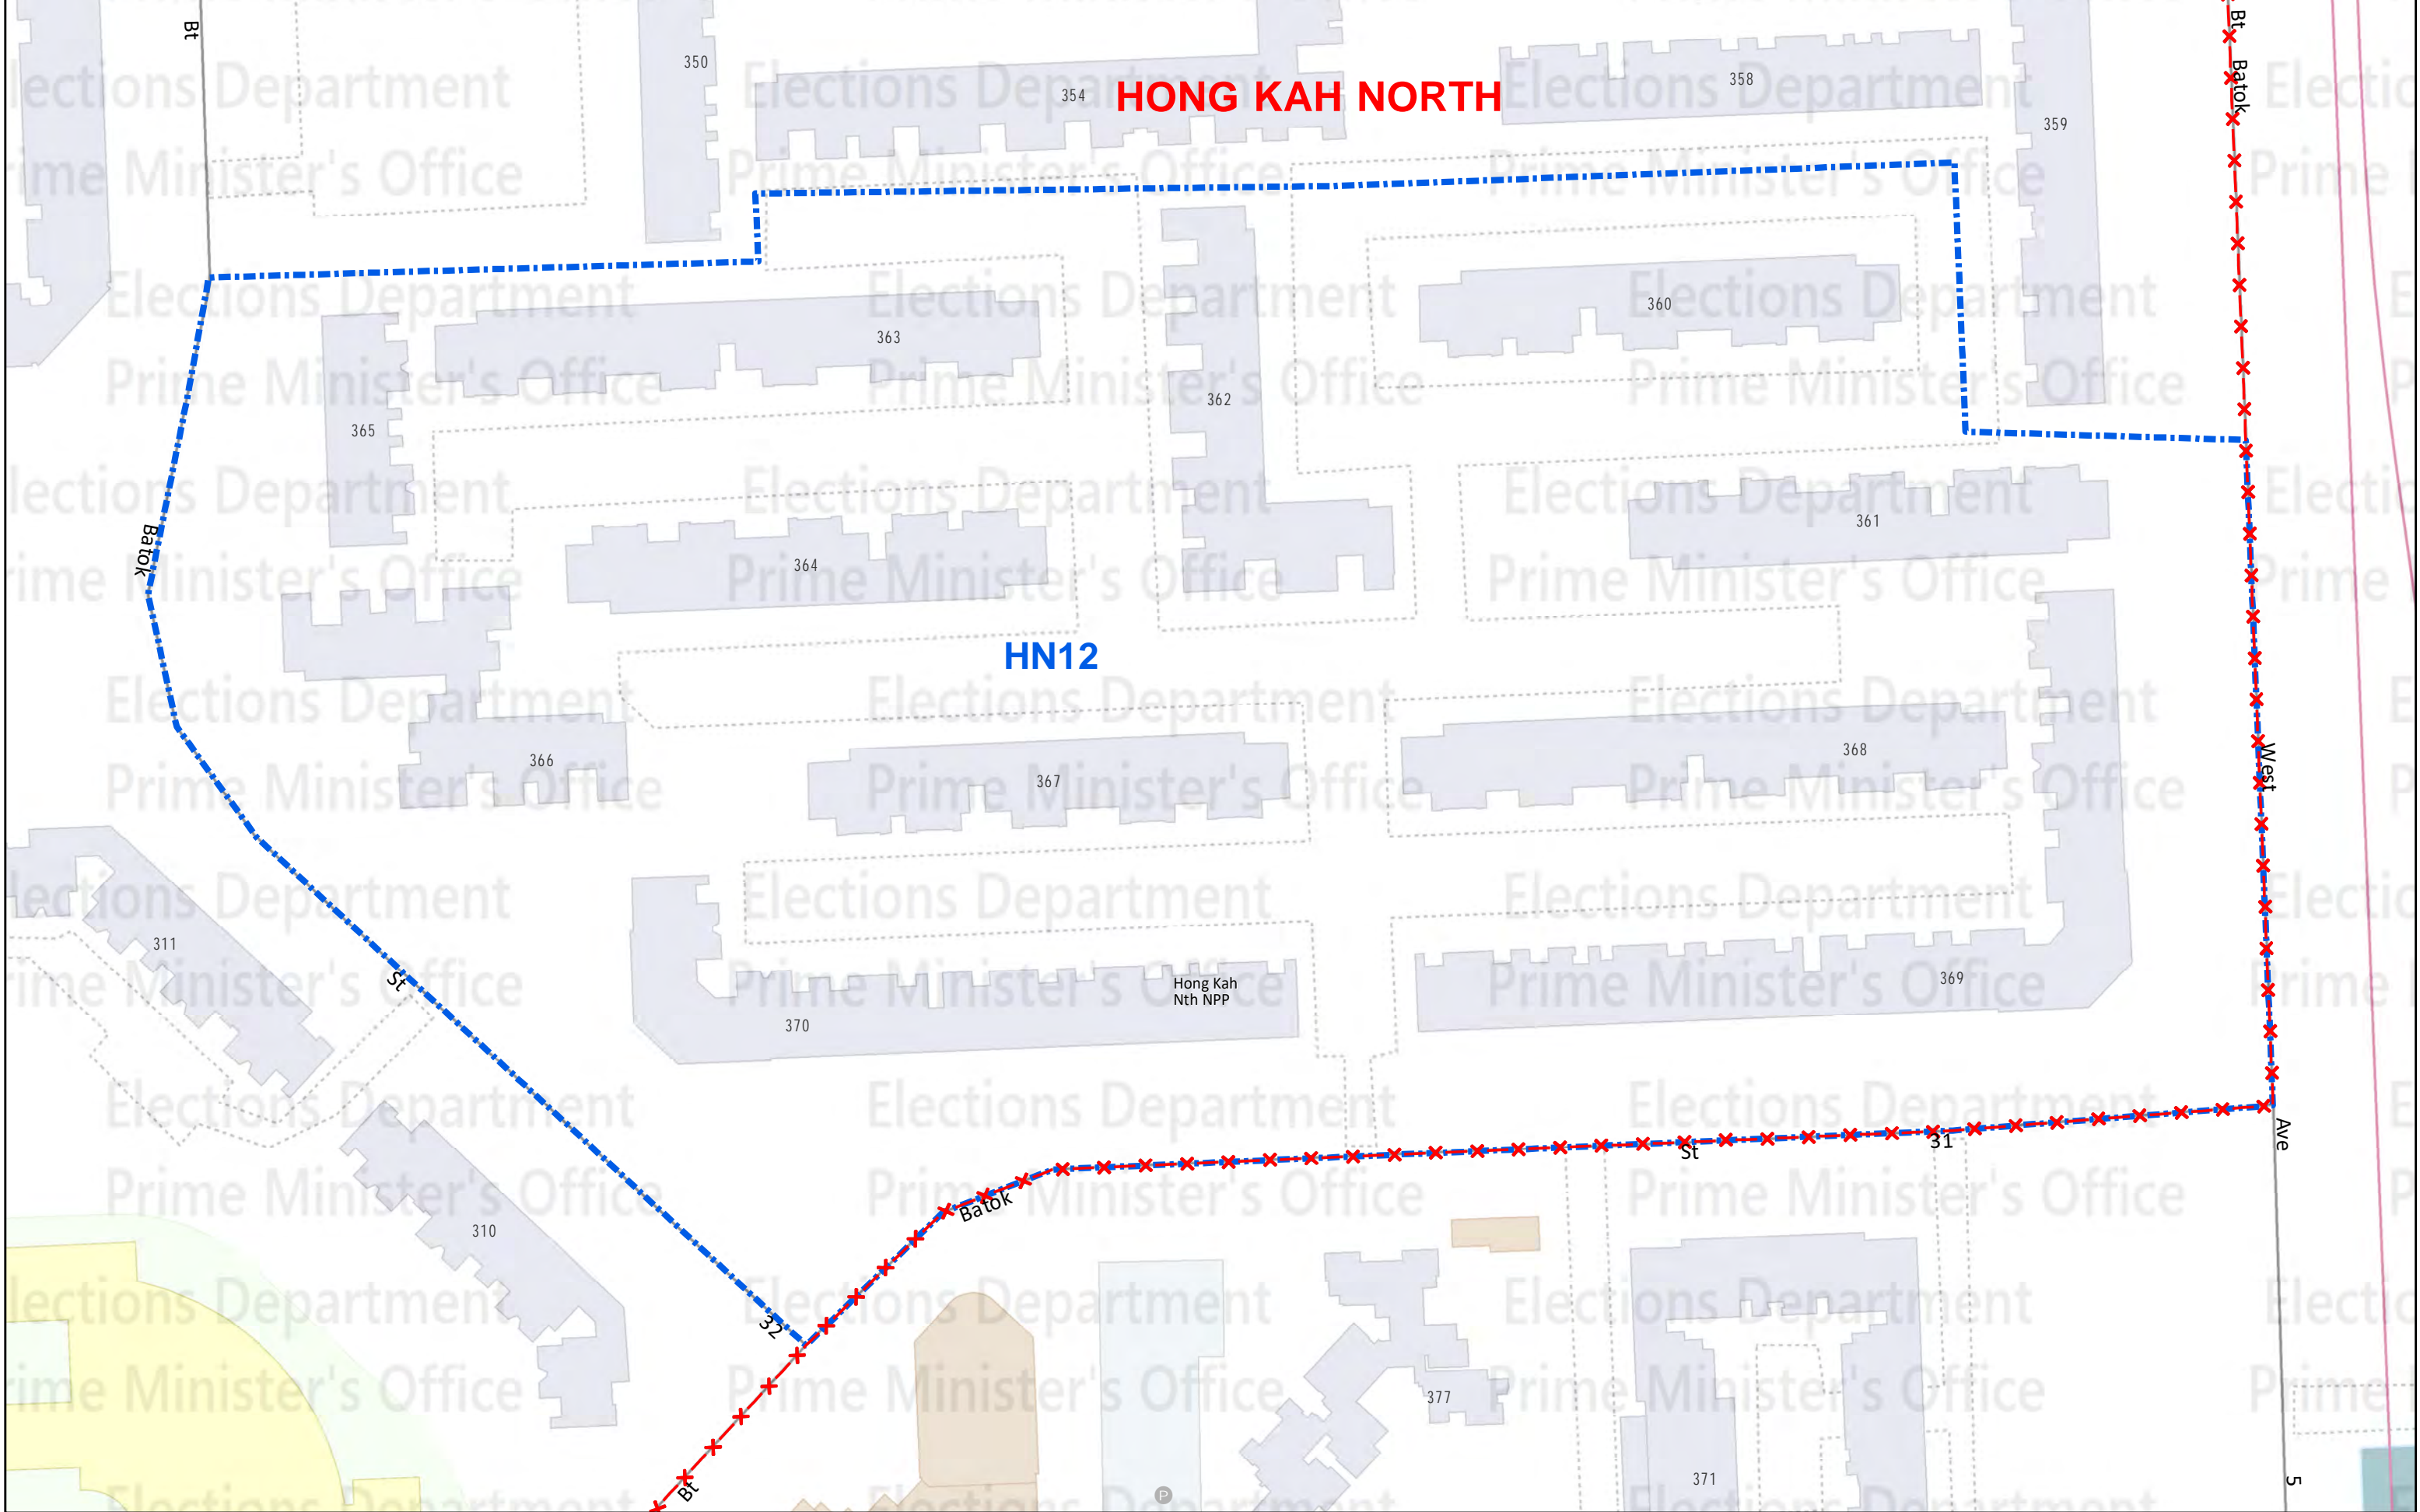 Bt
350
354
HONG KAH NORTH
358
359
Bt
Batok
363
360
365
362
361
Batok
364
HN12
366
367
368
West
311
St
370
Hong Kah
Nth NPP
369
310
Batok
St
31
Ave
32
377
371
Bt
P
5
Elections Department
Prime Minister's Office